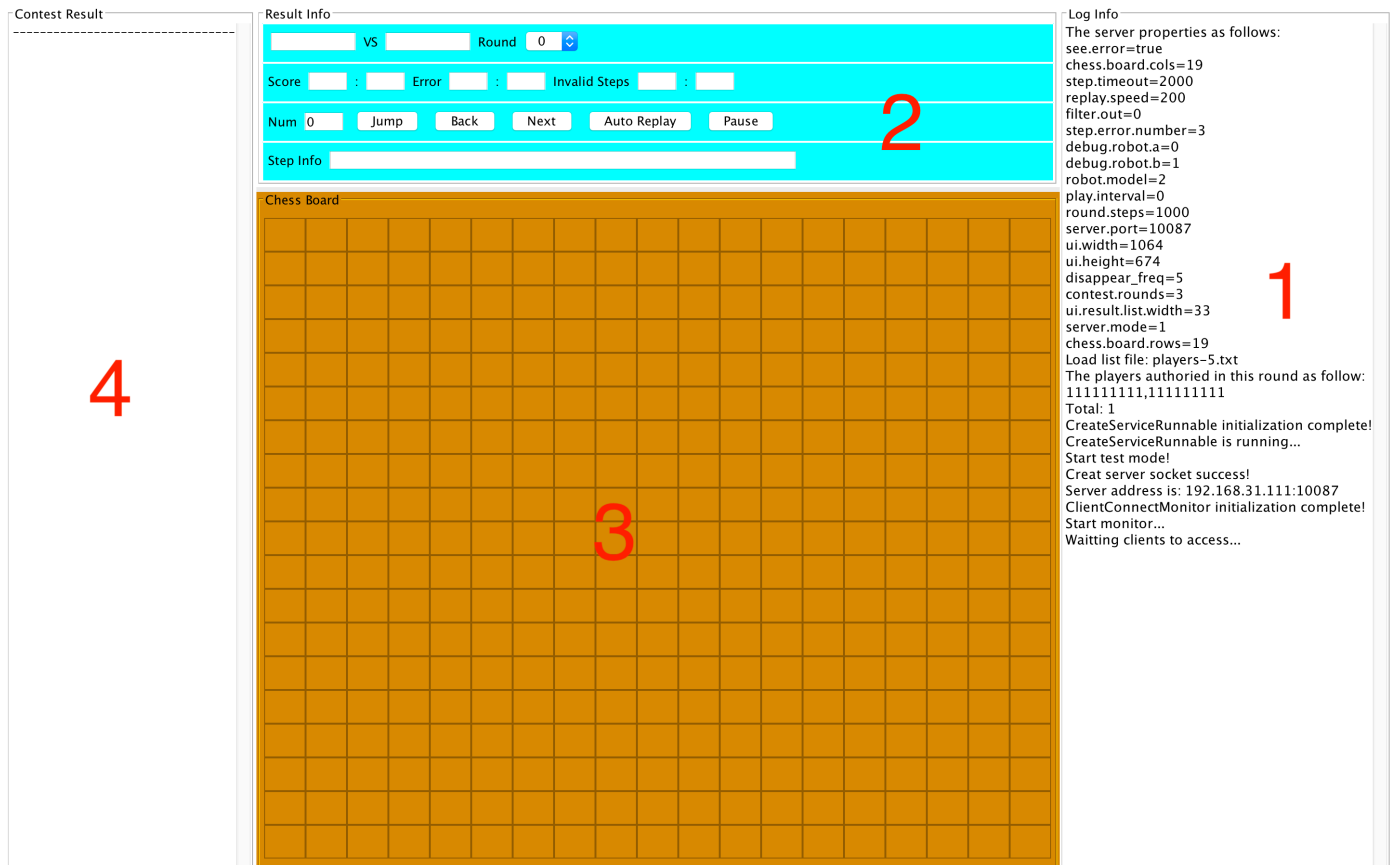 Contest Result
---------------------------------
4
Result Info
VS Round 0
Score : Error : Invalid Steps :
Num 0 Jump Back Next Auto Replay Pause
2
Step Info
Chess Board
3
Log Info
The server properties as follows:
see.error=true
chess.board.cols=19
step.timeout=2000
replay.speed=200
filter.out=0
step.error.number=3
debug.robot.a=0
debug.robot.b=1
robot.model=2
play.interval=0
round.steps=1000
server.port=10087
ui.width=1064
ui.height=674
disappear_freq=5
contest.rounds=3
ui.result.list.width=33
server.mode=1
chess.board.rows=19
Load list file: players-5.txt
The players authoried in this round as follow:
111111111,111111111
Total: 1
CreateServiceRunnable initialization complete!
CreateServiceRunnable is running...
Start test mode!
Creat server socket success!
Server address is: 192.168.31.111:10087
ClientConnectMonitor initialization complete!
Start monitor...
Waitting clients to access...
1